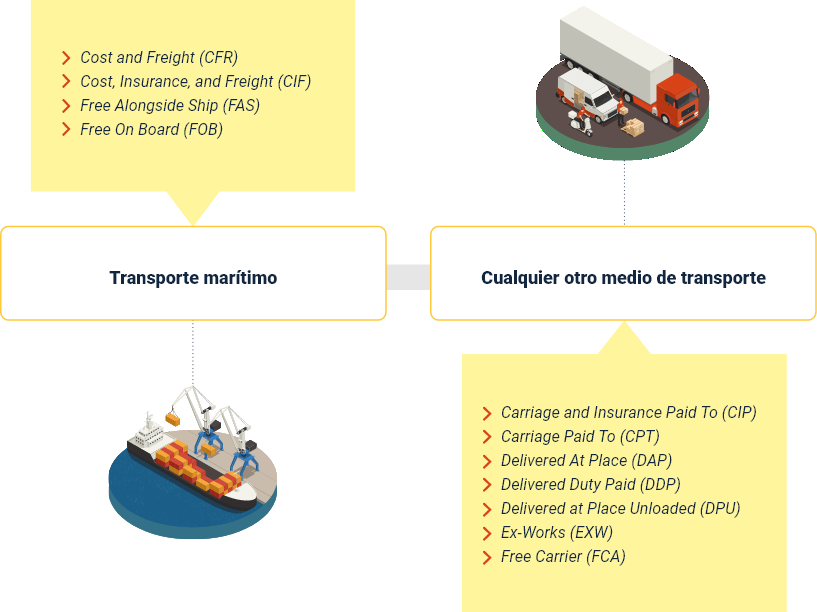 Cost and Freight (CFR)
Cost, Insurance, and Freight (CIF)
Free Alongside Ship (FAS)
Free On Board (FOB)
Transporte marítimo
Cualquier otro medio de transporte
Carriage and Insurance Paid To (CIP)
Carriage Paid To (CPT)
Delivered At Place (DAP)
Delivered Duty Paid (DDP)
Delivered at Place Unloaded (DPU)
Ex-Works (EXW)
Free Carrier (FCA)